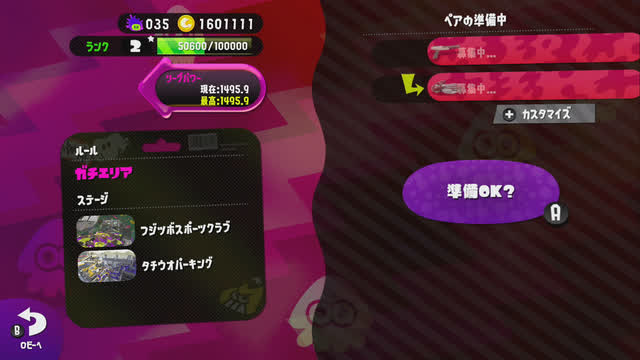 035 1601111
ランク 2 50600/100000
リーグパワー
現在:1495.9
最高:1495.9
ルール
ガチエリア
ステージ
フジツボスポーツクラブ
タチウオパーキング
B
ロビーへ
ペアの準備中
募集中...
募集中...
+ カスタマイズ
準備OK?
A